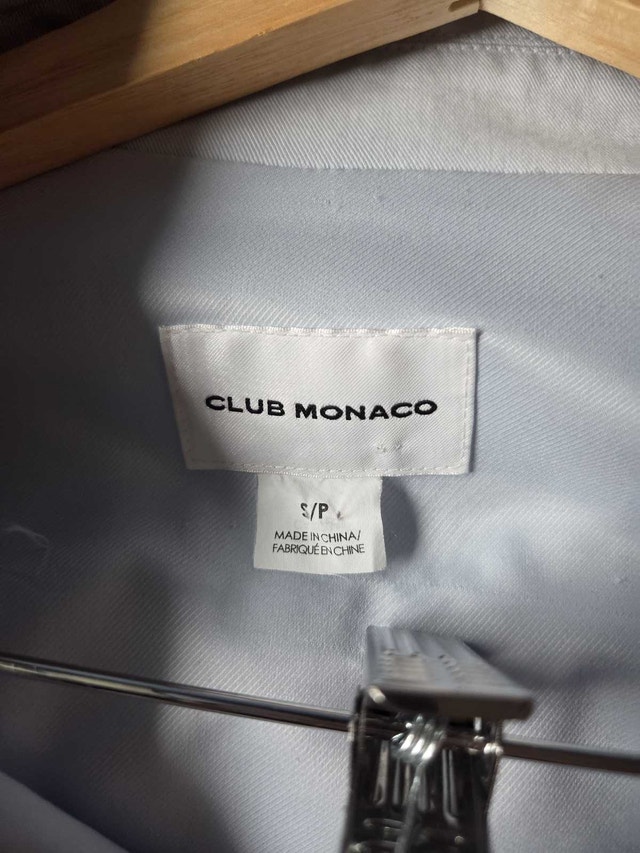 CLUB MONACO
S/P
MADE IN CHINA/
FABRIQUÉ EN CHINE